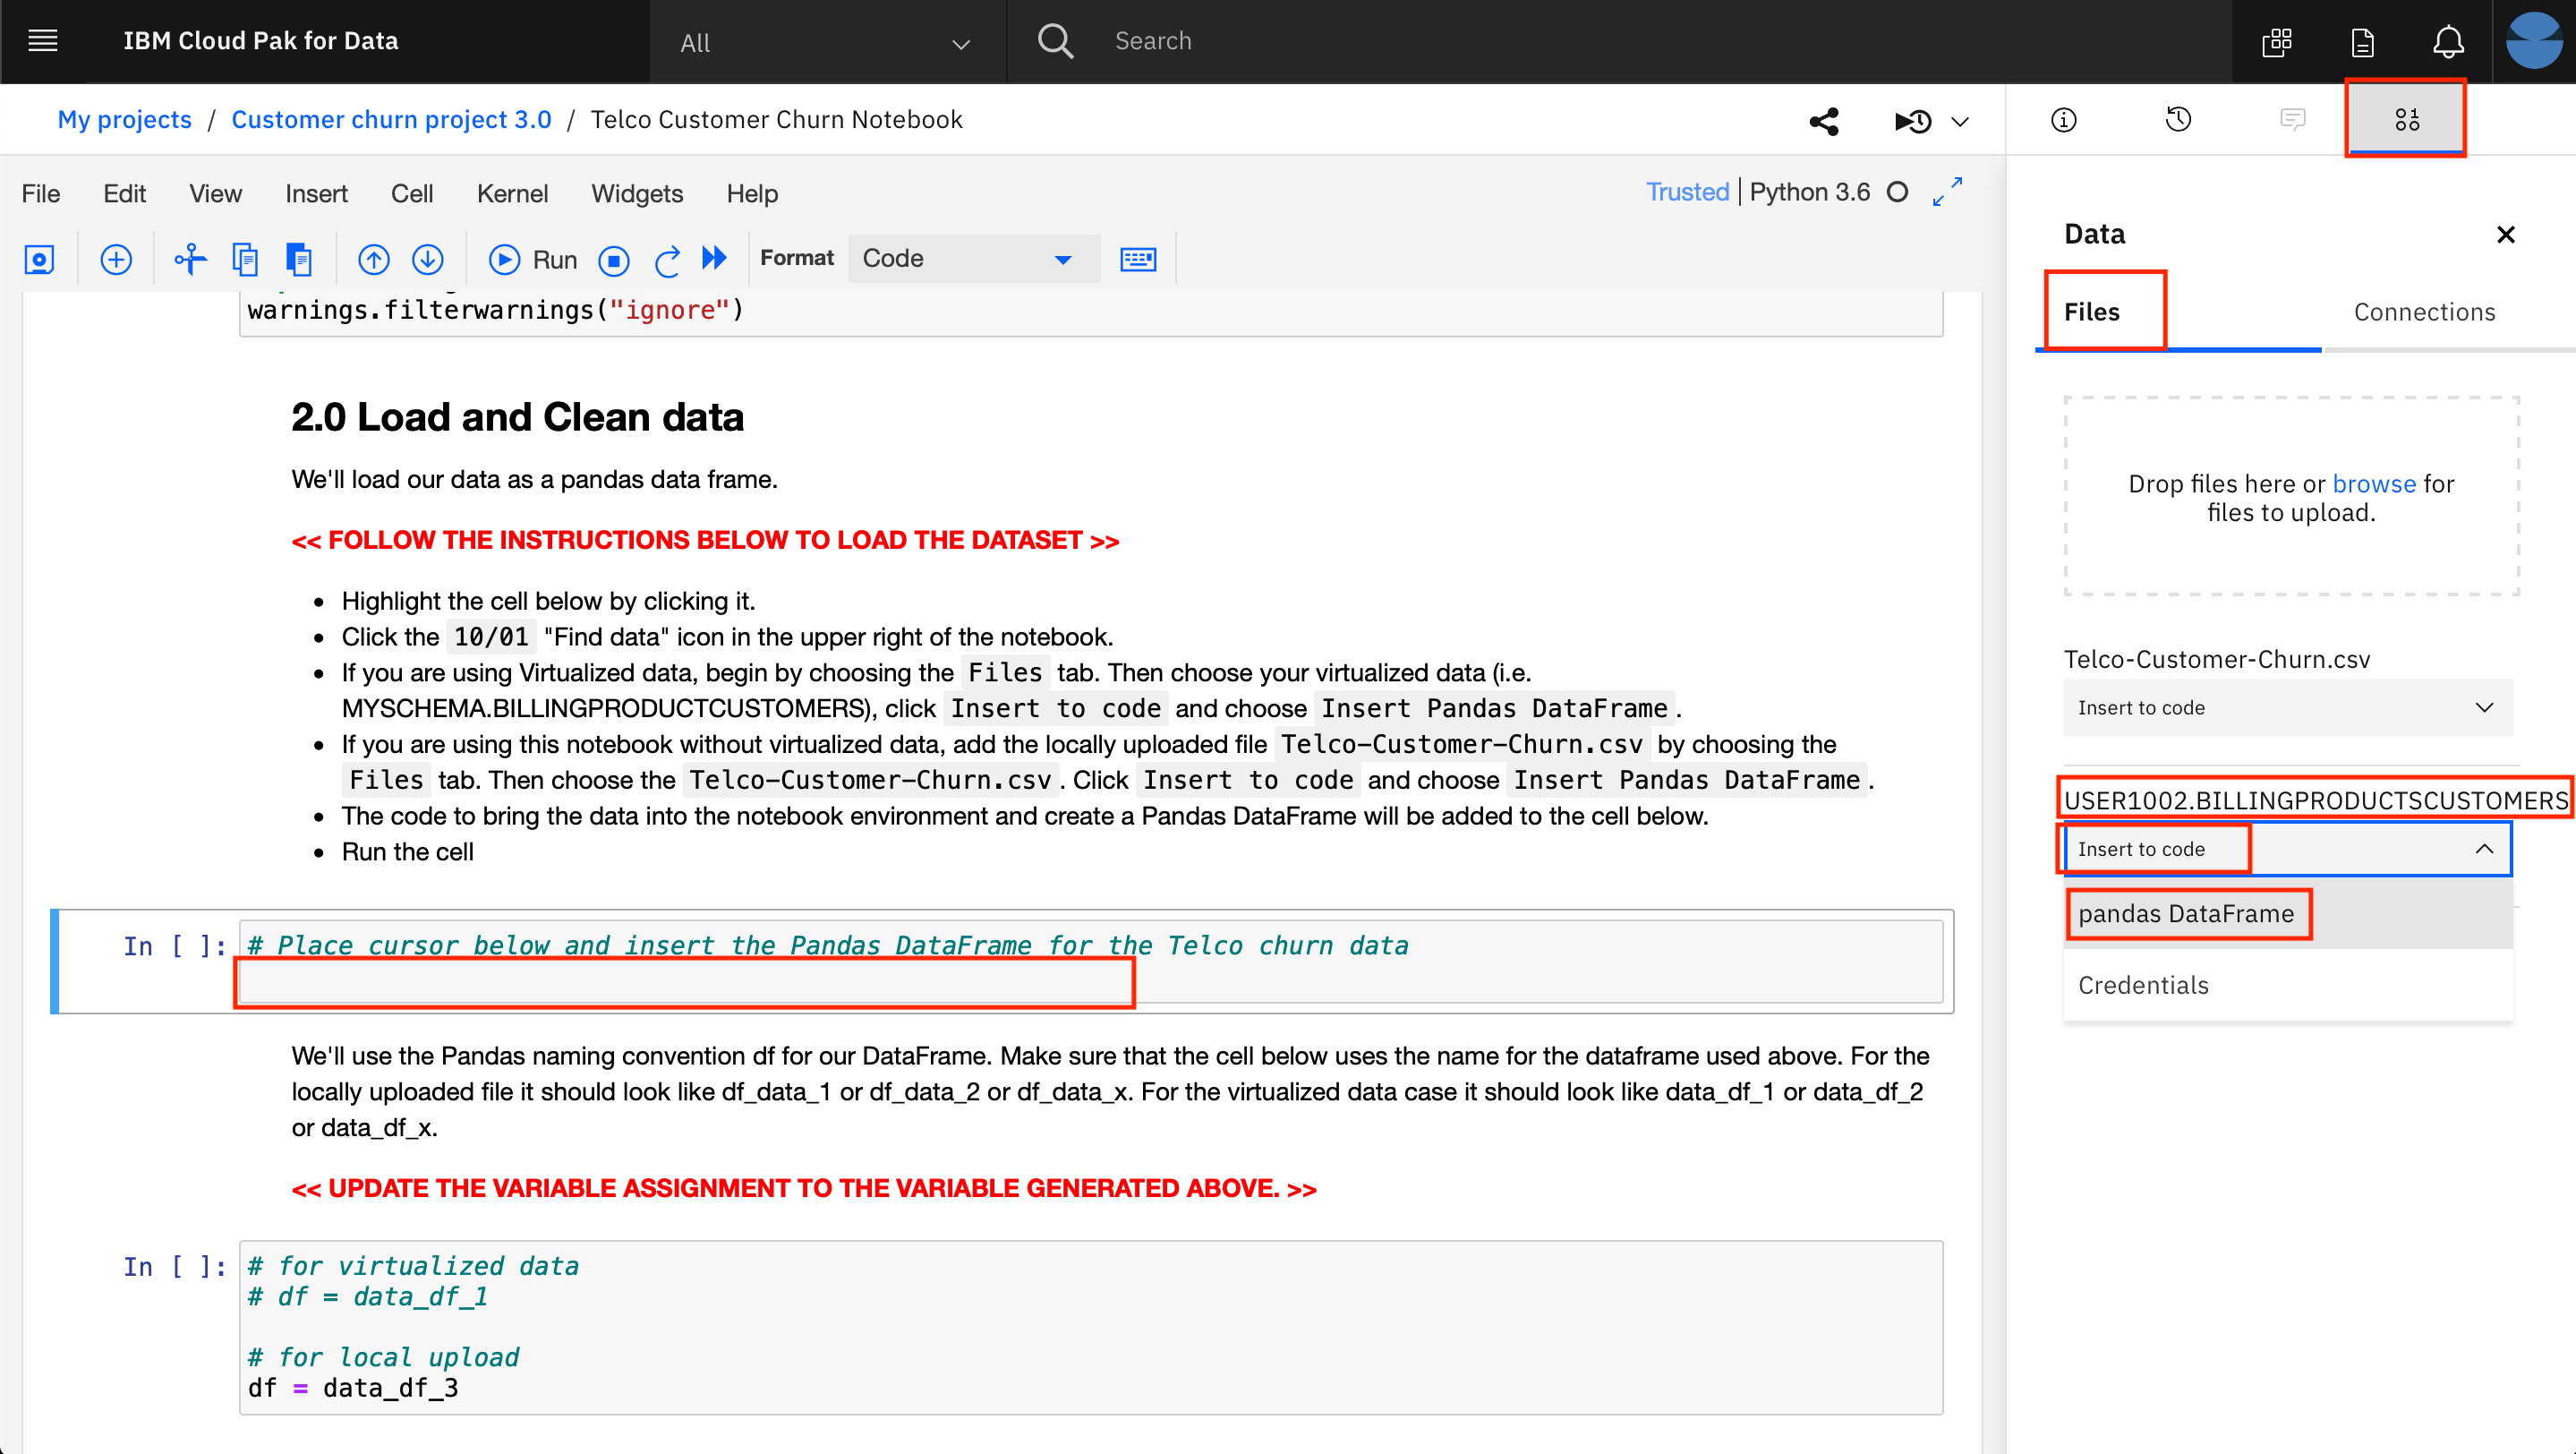 IBM Cloud Pak for Data
All
Search
My projects / Customer churn project 3.0 / Telco Customer Churn Notebook
File Edit View Insert Cell Kernel Widgets Help
Trusted | Python 3.6
Run
Format
Code
warnings.filterwarnings("ignore")
2.0 Load and Clean data
We'll load our data as a pandas data frame.
<< FOLLOW THE INSTRUCTIONS BELOW TO LOAD THE DATASET >>
• Highlight the cell below by clicking it.
• Click the 10/01 "Find data" icon in the upper right of the notebook.
• If you are using Virtualized data, begin by choosing the Files tab. Then choose your virtualized data (i.e.
MYSCHEMA.BILLINGPRODUCTCUSTOMERS), click Insert to code and choose Insert Pandas DataFrame.
• If you are using this notebook without virtualized data, add the locally uploaded file Telco-Customer-Churn.csv by choosing the
Files tab. Then choose the Telco-Customer-Churn.csv. Click Insert to code and choose Insert Pandas DataFrame.
• The code to bring the data into the notebook environment and create a Pandas DataFrame will be added to the cell below.
• Run the cell
In [ ]: # Place cursor below and insert the Pandas DataFrame for the Telco churn data
We'll use the Pandas naming convention df for our DataFrame. Make sure that the cell below uses the name for the dataframe used above. For the
locally uploaded file it should look like df_data_1 or df_data_2 or df_data_x. For the virtualized data case it should look like data_df_1 or data_df_2
or data_df_x.
<< UPDATE THE VARIABLE ASSIGNMENT TO THE VARIABLE GENERATED ABOVE. >>
In [ ]: # for virtualized data
# df = data_df_1
# for local upload
df = data_df_3
Data
Files
Connections
Drop files here or browse for
files to upload.
Telco-Customer-Churn.csv
Insert to code
USER1002.BILLINGPRODUCTSCUSTOMERS
Insert to code
pandas DataFrame
Credentials